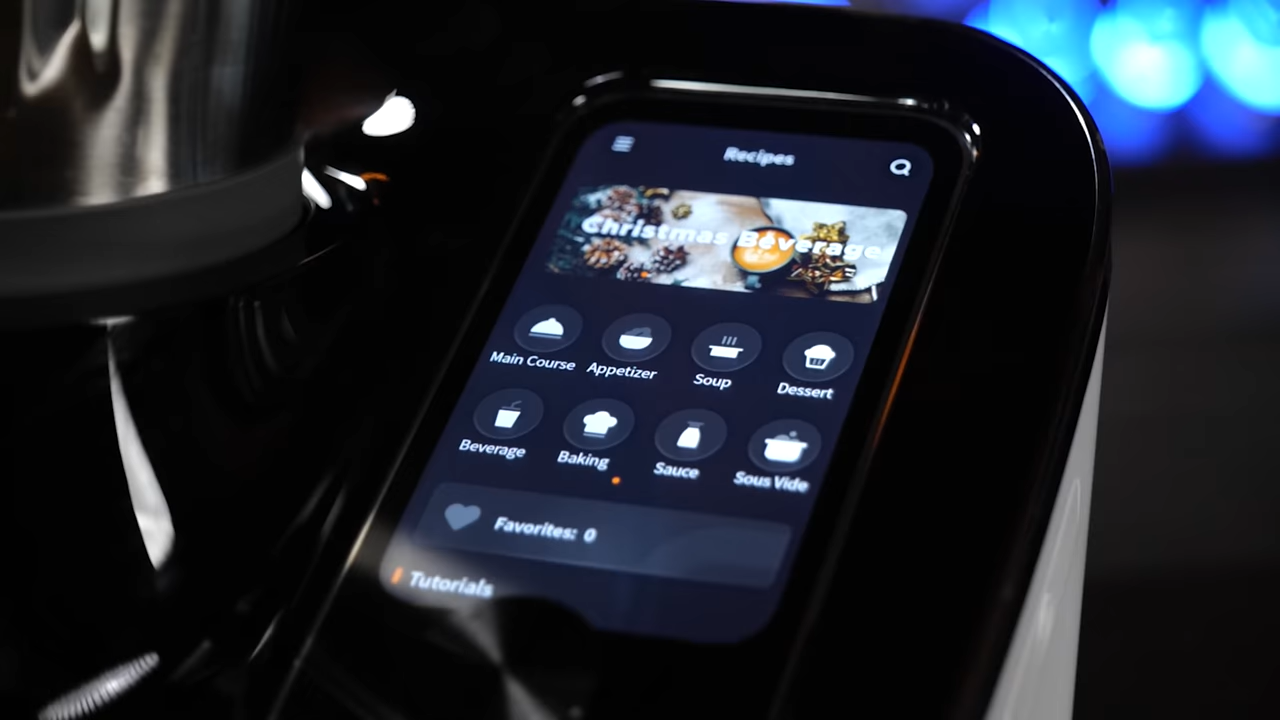 Recipes
Christmas Beverage
Main Course
Appetizer
Soup
Dessert
Beverage
Baking
Sauce
Sous Vide
Favorites: 0
Tutorials